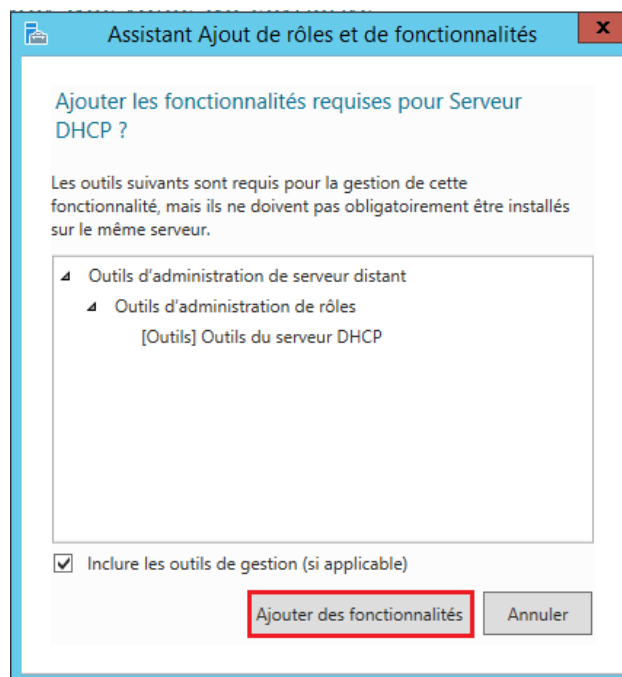 Assistant Ajout de rôles et de fonctionnalités
x
Ajouter les fonctionnalités requises pour Serveur
DHCP ?
Les outils suivants sont requis pour la gestion de cette
fonctionnalité, mais ils ne doivent pas obligatoirement être installés
sur le même serveur.
Outils d'administration de serveur distant
Outils d'administration de rôles
[Outils] Outils du serveur DHCP
Inclure les outils de gestion (si applicable)
Ajouter des fonctionnalités
Annuler